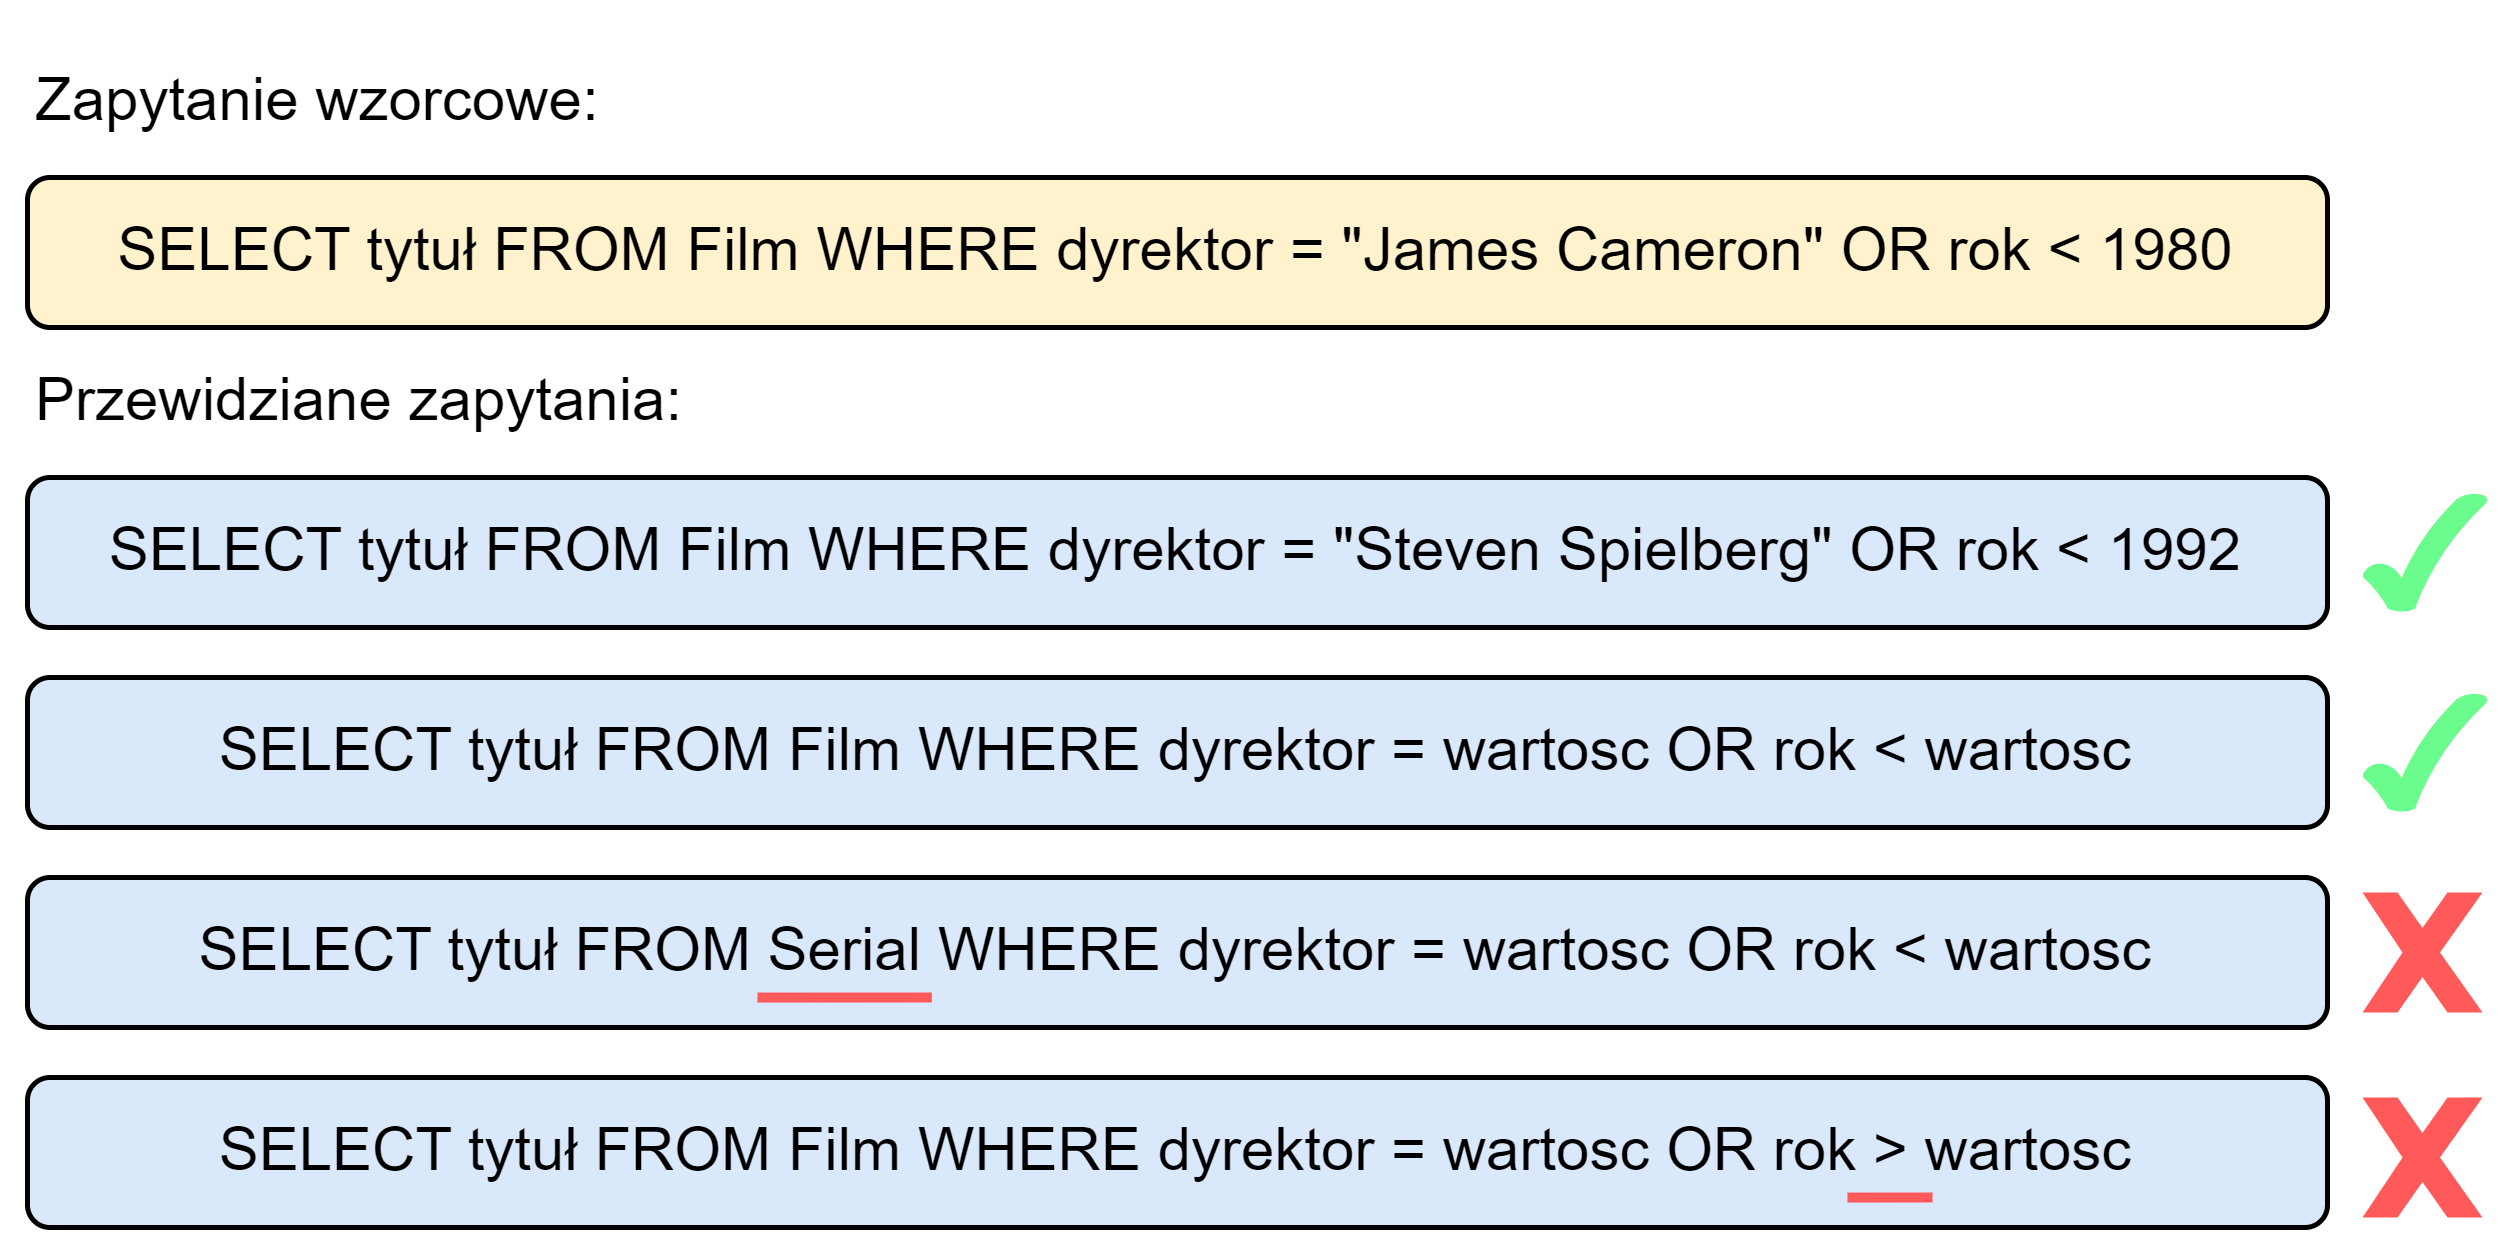 Zapytanie wzorcowe:
SELECT tytuł FROM Film WHERE dyrektor = "James Cameron" OR rok < 1980
Przewidziane zapytania:
SELECT tytuł FROM Film WHERE dyrektor = "Steven Spielberg" OR rok < 1992
SELECT tytuł FROM Film WHERE dyrektor = wartosc OR rok < wartosc
SELECT tytuł FROM Serial WHERE dyrektor = wartosc OR rok < wartosc
SELECT tytuł FROM Film WHERE dyrektor = wartosc OR rok > wartosc